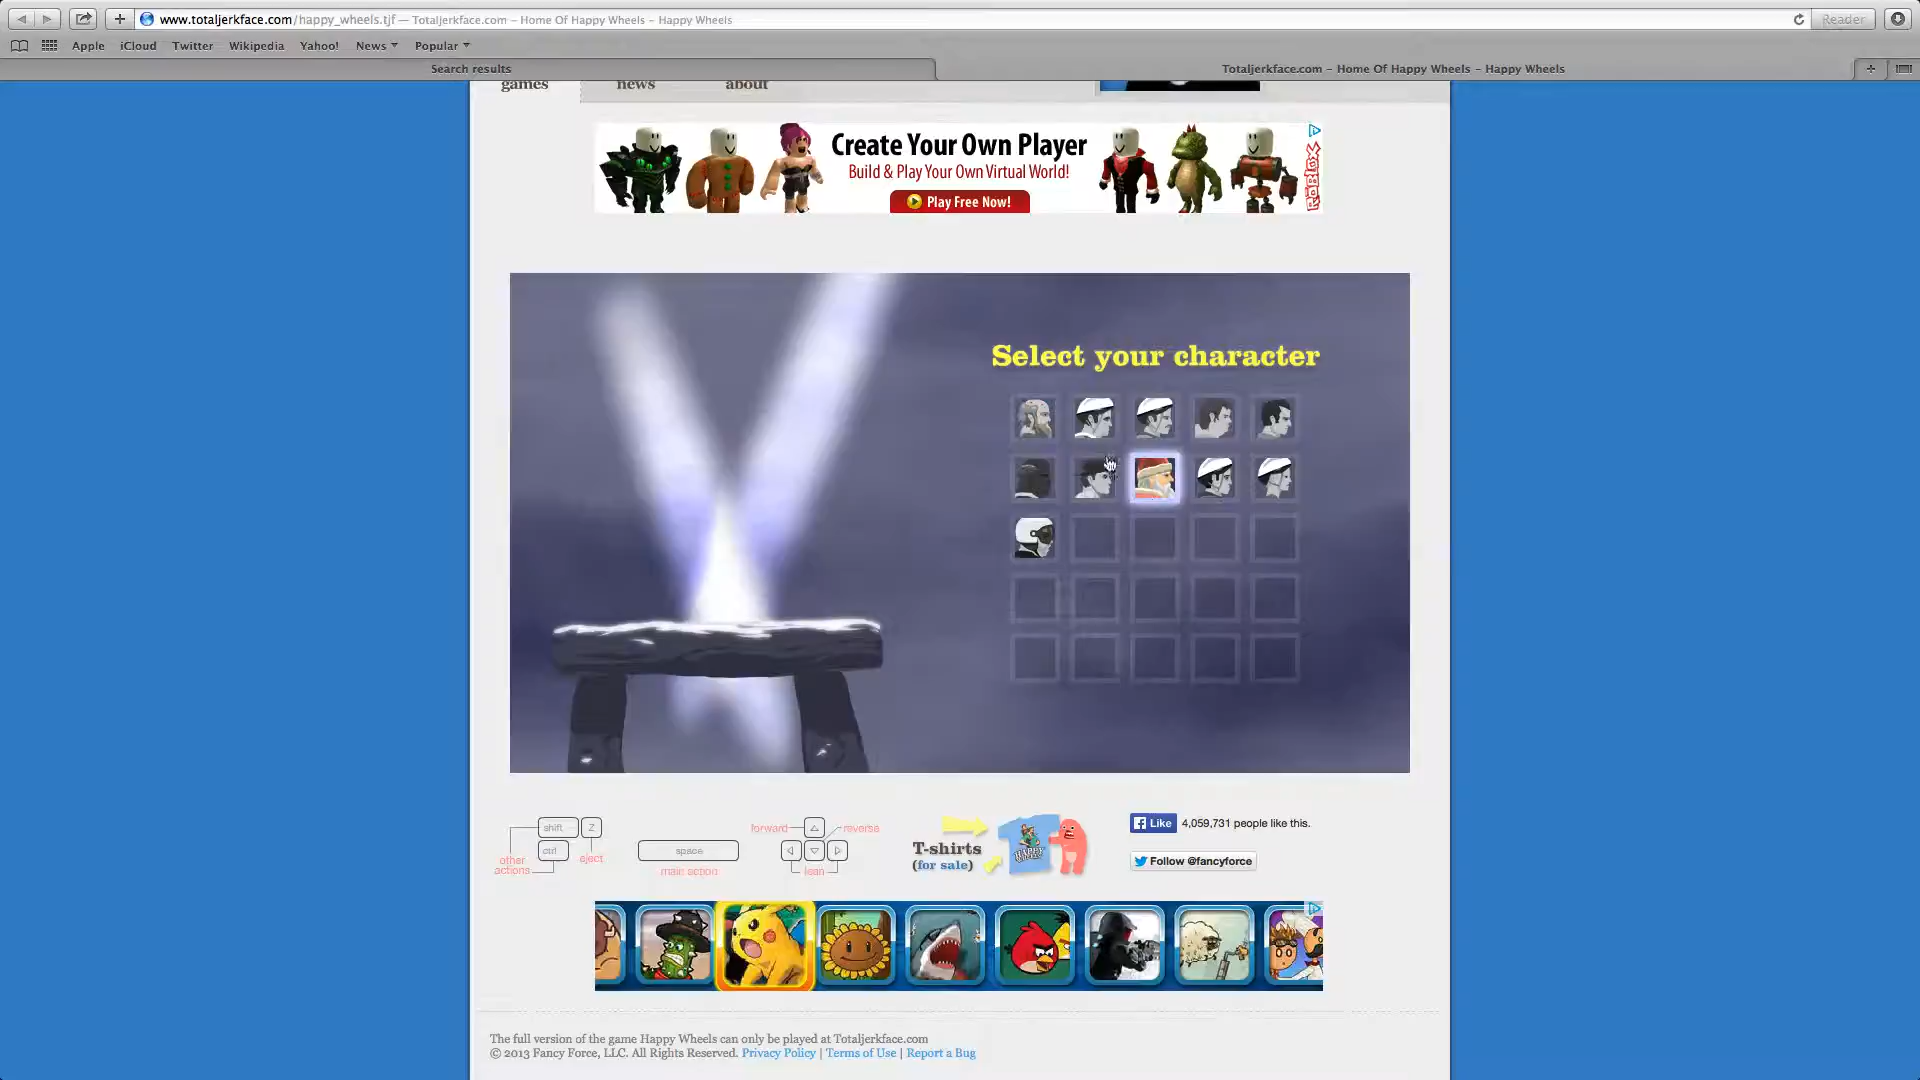 www.totaljerkface.com/happy_wheels.tjf — Totaljerkface.com – Home Of Happy Wheels – Happy Wheels
Reader
Apple iCloud Twitter Wikipedia Yahoo! News Popular
Search results
Totaljerkface.com – Home Of Happy Wheels – Happy Wheels
games news about
Create Your Own Player
Build & Play Your Own Virtual World!
Play Free Now!
ROBLOX
Select your character
shift Z
ctrl
other actions
eject
space
main action
forward
reverse
lean
T-shirts
(for sale)
HAPPY WHEELS
Like 4,059,731 people like this.
Follow @fancyforce
The full version of the game Happy Wheels can only be played at Totaljerkface.com
© 2013 Fancy Force, LLC. All Rights Reserved. Privacy Policy | Terms of Use | Report a Bug